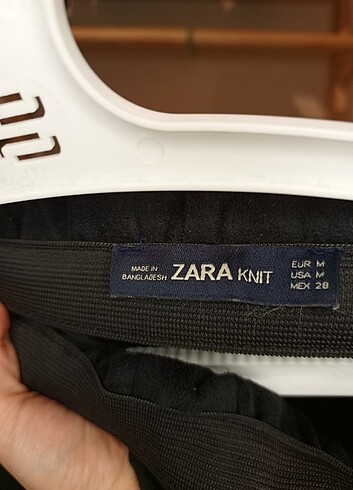 MADE IN
BANGLADESH
ZARA KNIT
EUR M
USA M
MEX 28